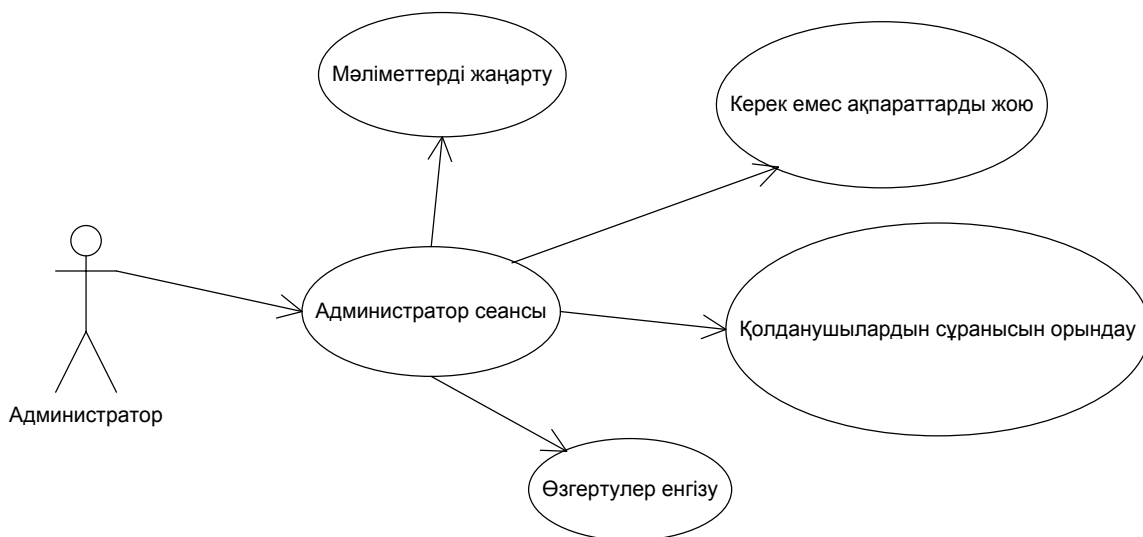 Мәліметтерді жаңарту
Керек емес ақпараттарды жою
Администратор сеансы
Қолданушылардын сұранысын орындау
Администратор
Өзгертулер енгізу